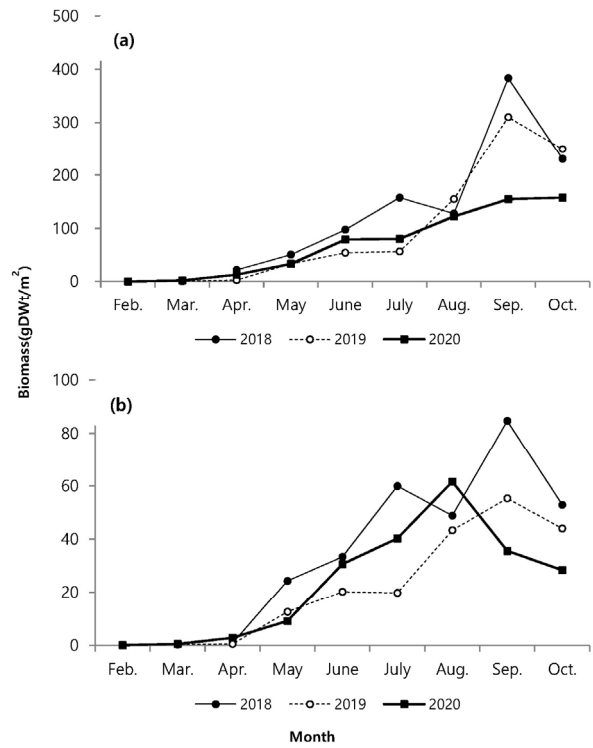 500
(a)
400
300
200
100
0
Feb. Mar. Apr. May June July Aug. Sep. Oct.
2018 2019 2020
Biomass(gDWt/m²)
100
(b)
80
60
40
20
0
Feb. Mar. Apr. May June July Aug. Sep. Oct.
2018 2019 2020
Month